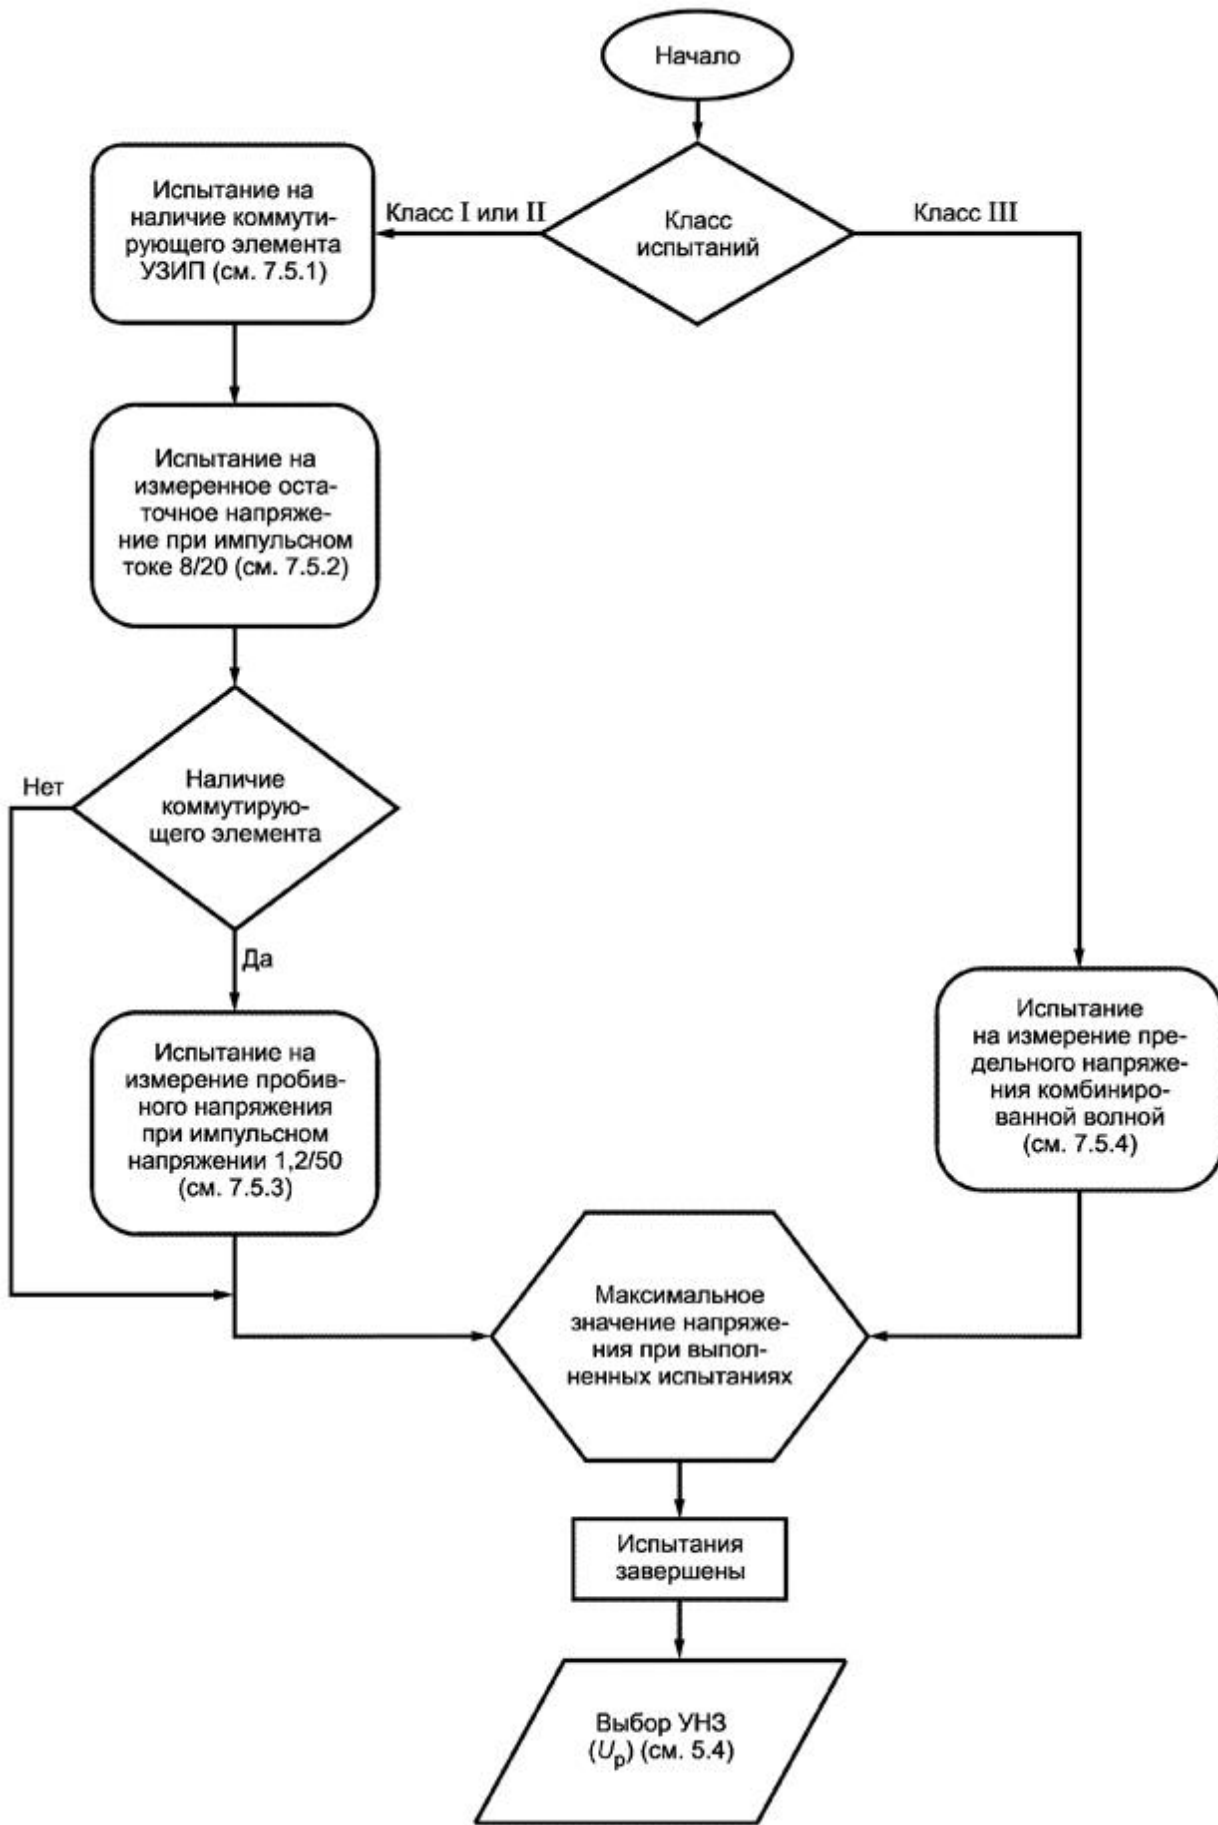 Начало
Класс
испытаний
Класс I или II
Класс III
Испытание на
наличие коммути-
рующего элемента
УЗИП (см. 7.5.1)
Испытание на
измеренное оста-
точное напряже-
ние при импульсном
токе 8/20 (см. 7.5.2)
Наличие
коммутирую-
щего элемента
Нет
Да
Испытание на
измерение пробив-
ного напряжения
при импульсном
напряжении 1,2/50
(см. 7.5.3)
Испытание
на измерение пре-
дельного напряже-
ния комбиниро-
ванной волной
(см. 7.5.4)
Максимальное
значение напряже-
ния при выпол-
ненных испытаниях
Испытания
завершены
Выбор УНЗ
(Uр) (см. 5.4)